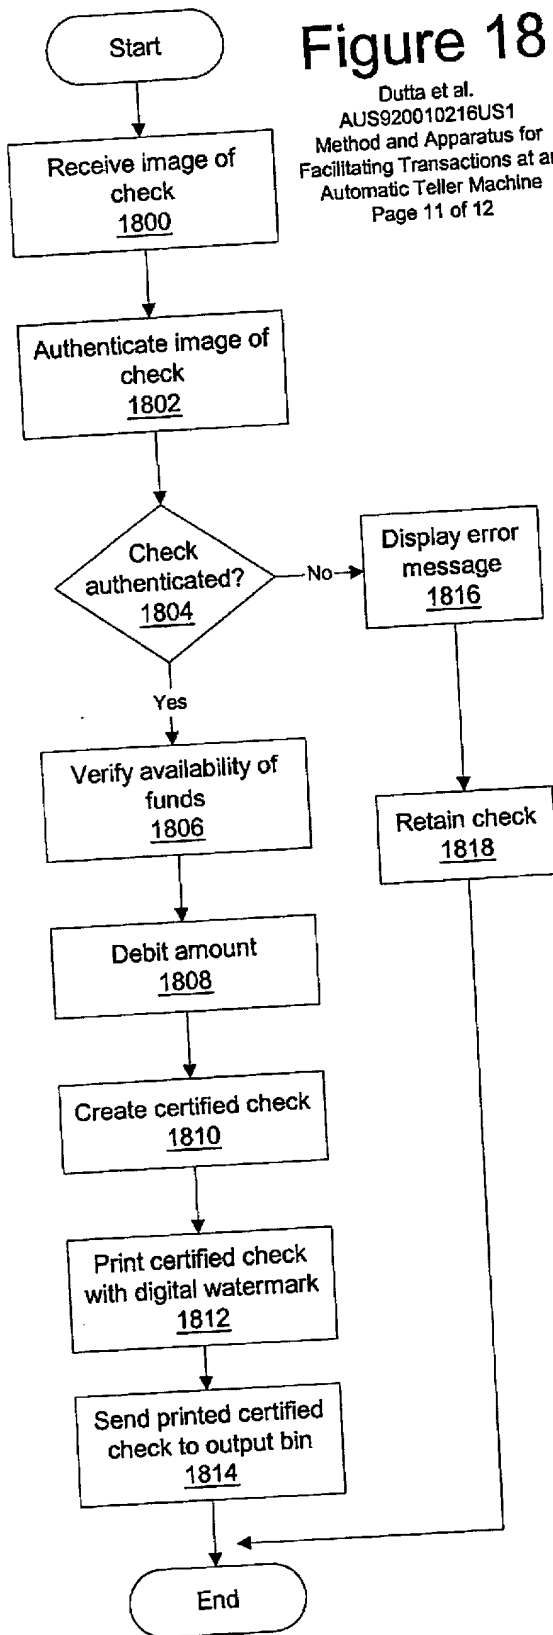 Figure 18
Dutta et al.
AUS920010216US1
Method and Apparatus for
Facilitating Transactions at an
Automatic Teller Machine
Page 11 of 12
Start
Receive image of
check
1800
Authenticate image of
check
1802
Check
authenticated?
1804
No
Display error
message
1816
Retain check
1818
Yes
Verify availability of
funds
1806
Debit amount
1808
Create certified check
1810
Print certified check
with digital watermark
1812
Send printed certified
check to output bin
1814
End